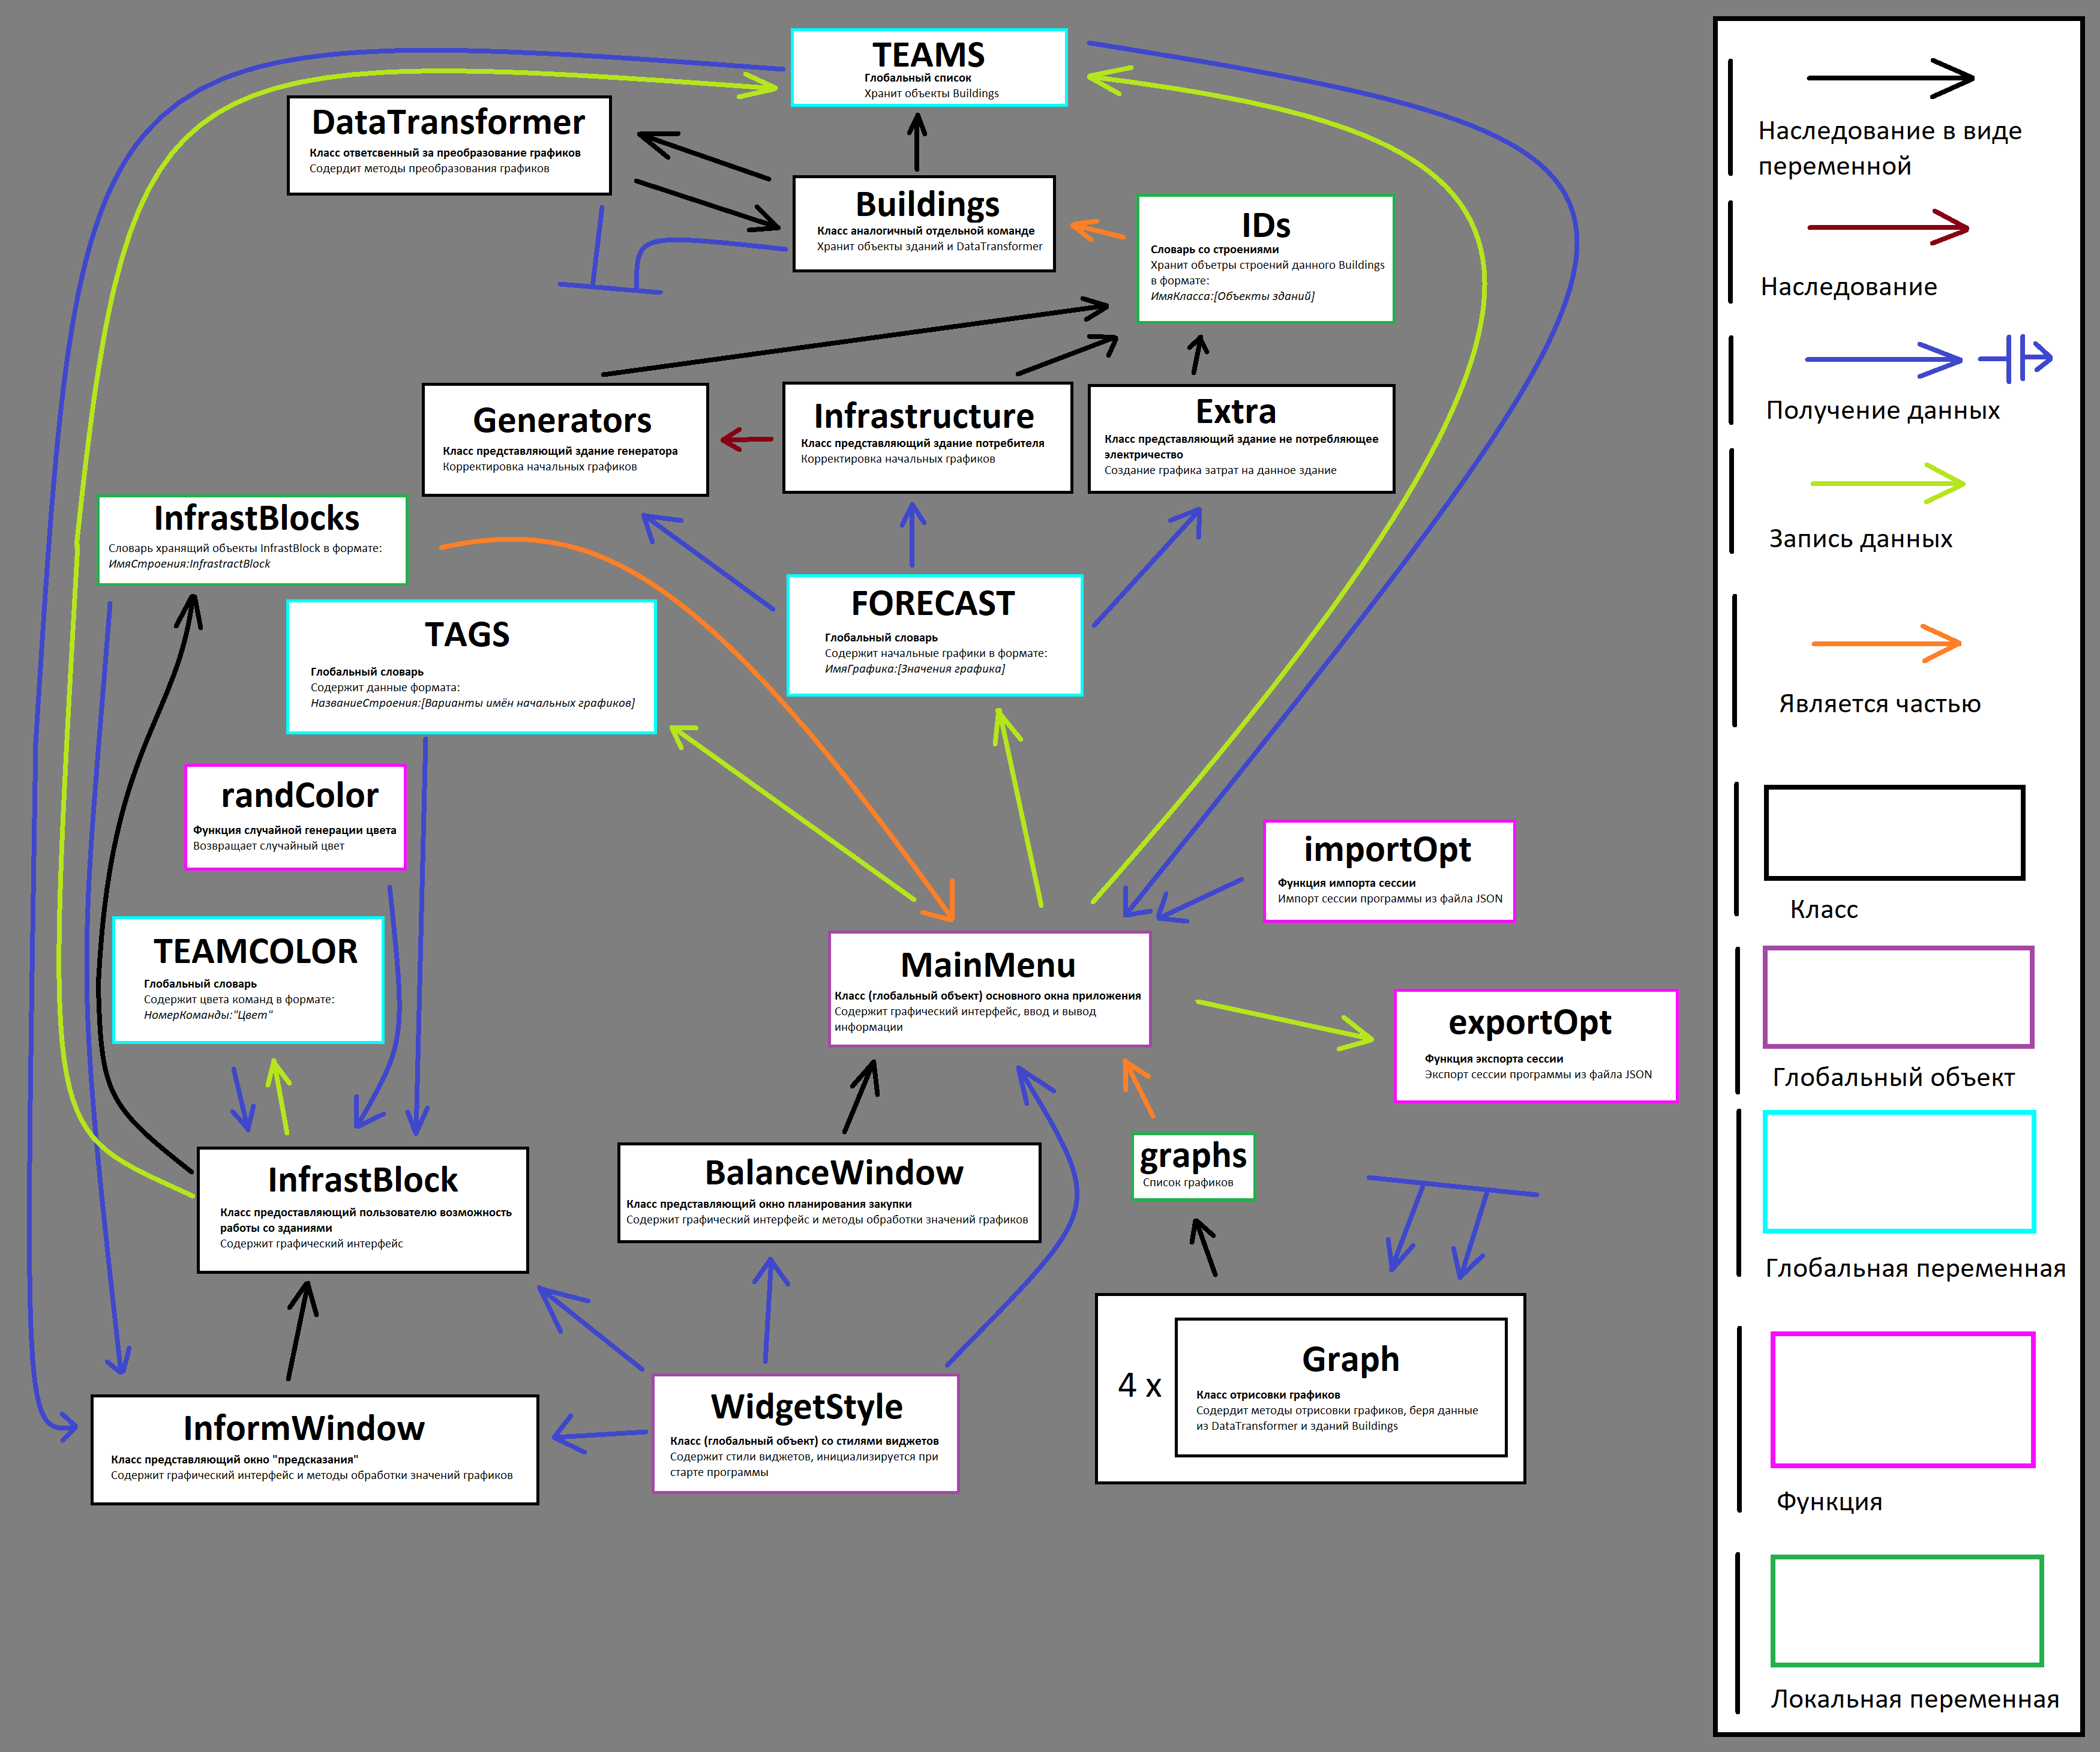 TEAMS
Глобальный список
Хранит объекты Buildings
DataTransformer
Класс ответсвенный за преобразование графиков
Содердит методы преобразования графиков
Buildings
Класс аналогичный отдельной команде
Хранит объекты зданий и DataTransformer
IDs
Словарь со строениями
Хранит объетры строений данного Buildings
в формате:
ИмяКласса:[Объекты зданий]
Generators
Класс представляющий здание генератора
Корректировка начальных графиков
Infrastructure
Класс представляющий здание потребителя
Корректировка начальных графиков
Extra
Класс представляющий здание не потребляющее
электричество
Создание графика затрат на данное здание
InfrastBlocks
Словарь хранящий объекты InfrastBlock в формате:
ИмяСтроения:InfrastractBlock
TAGS
Глобальный словарь
Содержит данные формата:
НазваниеСтроения:[Варианты имён начальных графиков]
FORECAST
Глобальный словарь
Содержит начальные графики в формате:
ИмяГрафика:[Значения графика]
randColor
Функция случайной генерации цвета
Возвращает случайный цвет
importOpt
Функция импорта сессии
Импорт сессии программы из файла JSON
TEAMCOLOR
Глобальный словарь
Содержит цвета команд в формате:
НомерКоманды:"Цвет"
MainMenu
Класс (глобальный объект) основного окна приложения
Содержит графический интерфейс, ввод и вывод
информации
exportOpt
Функция экспорта сессии
Экспорт сессии программы из файла JSON
InfrastBlock
Класс предоставляющий пользователю возможность
работы со зданиями
Содержит графический интерфейс
BalanceWindow
Класс представляющий окно планирования закупки
Содержит графический интерфейс и методы обработки значений графиков
graphs
Список графиков
4 x
Graph
Класс отрисовки графиков
Содердит методы отрисовки графиков, беря данные
из DataTransformer и зданий Buildings
InformWindow
Класс представляющий окно "предсказания"
Содержит графический интерфейс и методы обработки значений графиков
WidgetStyle
Класс (глобальный объект) со стилями виджетов
Содержит стили виджетов, инициализируется при
старте программы
Наследование в виде
переменной
Наследование
Получение данных
Запись данных
Является частью
Класс
Глобальный объект
Глобальная переменная
Функция
Локальная переменная